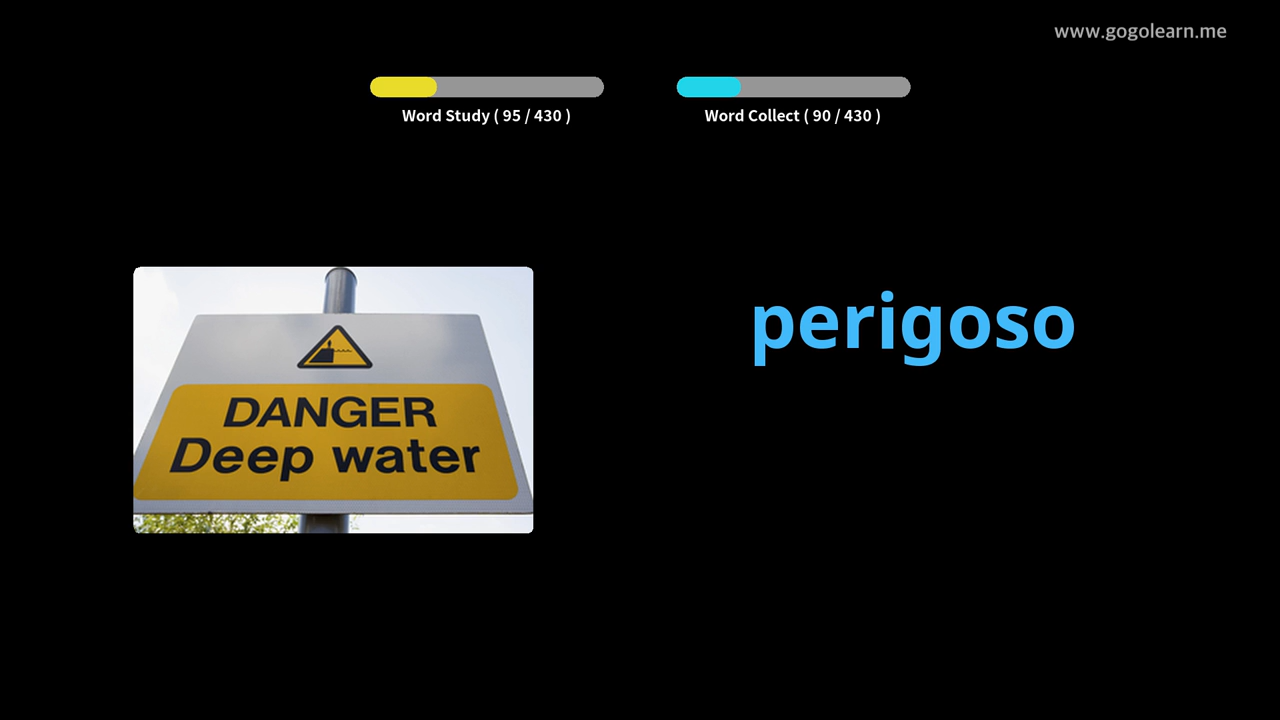 www.gogolearn.me
Word Study ( 95 / 430 )
Word Collect ( 90 / 430 )
DANGER
Deep water
perigoso